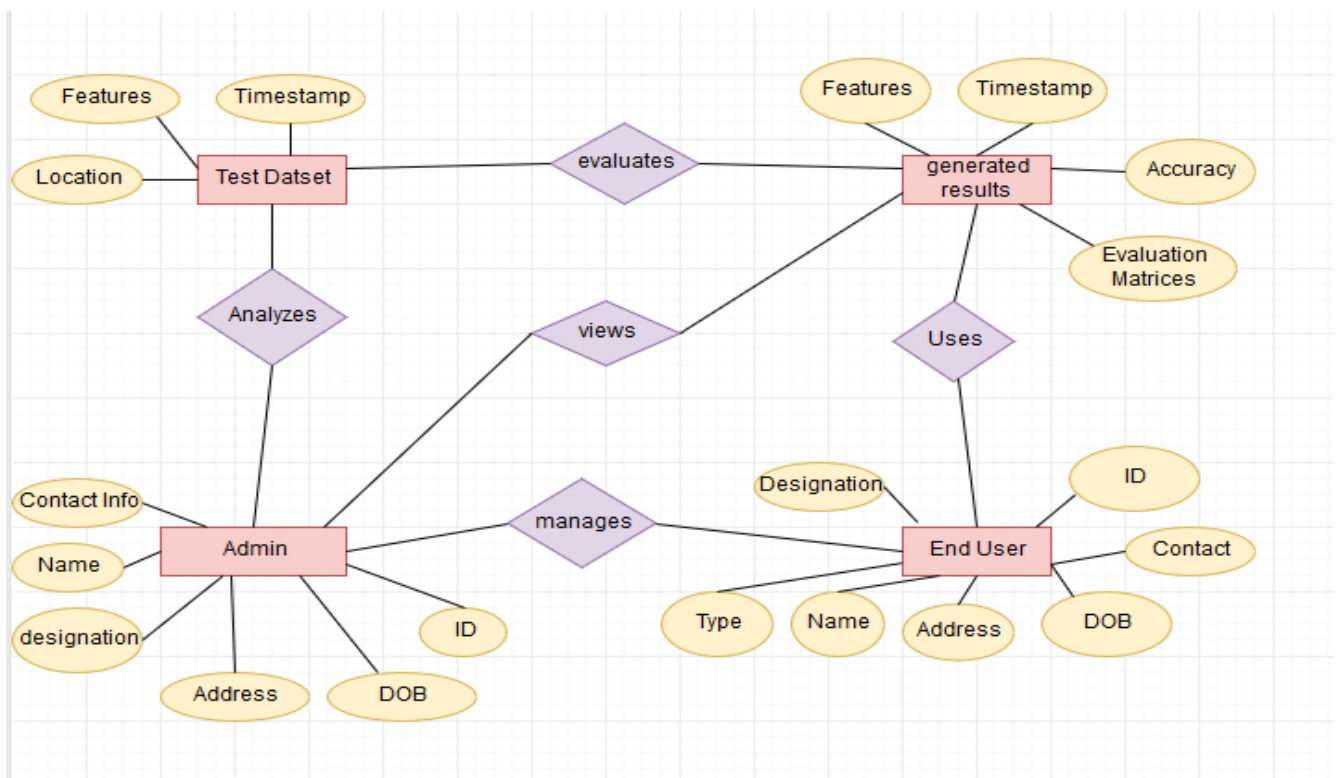 Features
Timestamp
Location
Test Datset
evaluates
Features
Timestamp
generated
results
Accuracy
Evaluation
Matrices
Analyzes
views
Uses
Contact Info
Name
designation
Admin
Address
DOB
ID
manages
Designation
ID
End User
Contact
Type
Name
Address
DOB